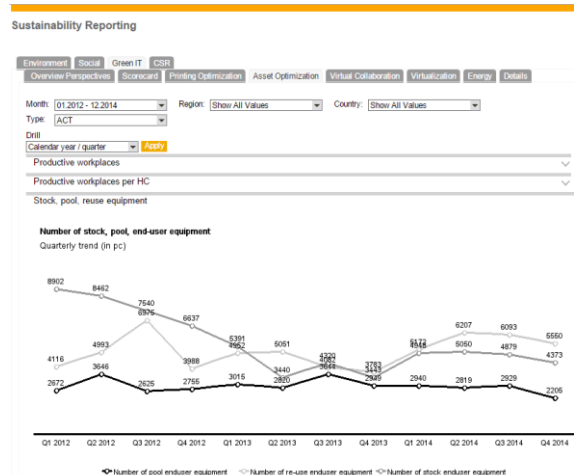 Sustainability Reporting
Environment Social Green IT CSR
Overview Perspectives Scorecard Printing Optimization Asset Optimization Virtual Collaboration Virtualization Energy Details
Month: 01.2012 - 12.2014 Region: Show All Values Country: Show All Values
Type: ACT
Drill
Calendar year / quarter Apply
Productive workplaces
Productive workplaces per HC
Stock, pool, reuse equipment
Number of stock, pool, end-user equipment
Quarterly trend (in pc)
8902 8462 7540 6637 5391 3440 4879 4373
4116 4993 6975 3988 4952 5051 4320 3783 5172 6207 6093 5550
2672 3646 2625 2755 3015 2820 3644 2949 2940 2819 2929 2205
5050
Q1 2012 Q2 2012 Q3 2012 Q4 2012 Q1 2013 Q2 2013 Q3 2013 Q4 2013 Q1 2014 Q2 2014 Q3 2014 Q4 2014
Number of pool enduser equipment Number of re-use enduser equipment Number of stock enduser equipment